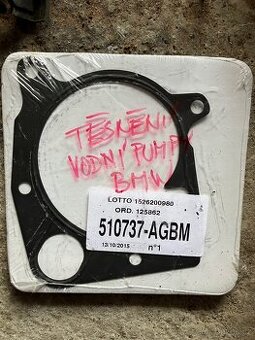 TĚSNĚNÍ
VODNÍ PUMPY
BMW
LOTTO 1526200980
ORD. 125862
510737-AGBM
13/10/2015 n°1